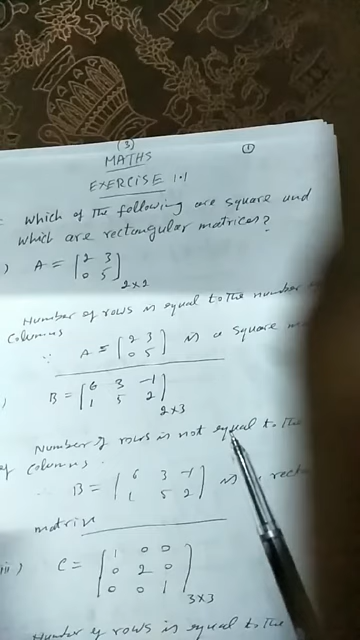 (3)
MATHS
①
EXERCISE 1.1
Which of the following are square and
which are rectangular matrices?
) A = [2 3
0 5] 2×2
Number of rows is equal to the number
columns
∵ A = [2 3
0 5] is a square
) B = [6 3 -1
1 5 2] 2×3
Number of rows is not equal to the
of columns.
∴ B = [6 3 -1
1 5 2] is rect
matrix
iii) C = [1 0 0
0 2 0
0 0 1] 3×3
Number of rows is equal to the